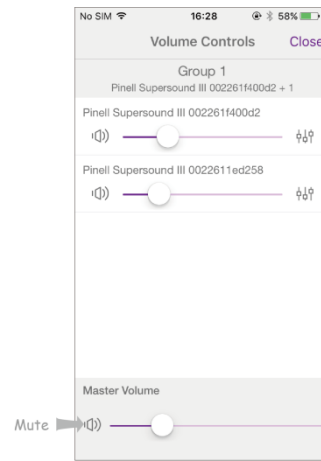 No SIM 16:28 58%
Volume Controls Close
Group 1
Pinell Supersound III 002261f400d2 + 1
Pinell Supersound III 002261f400d2
Pinell Supersound III 0022611ed258
Master Volume
Mute